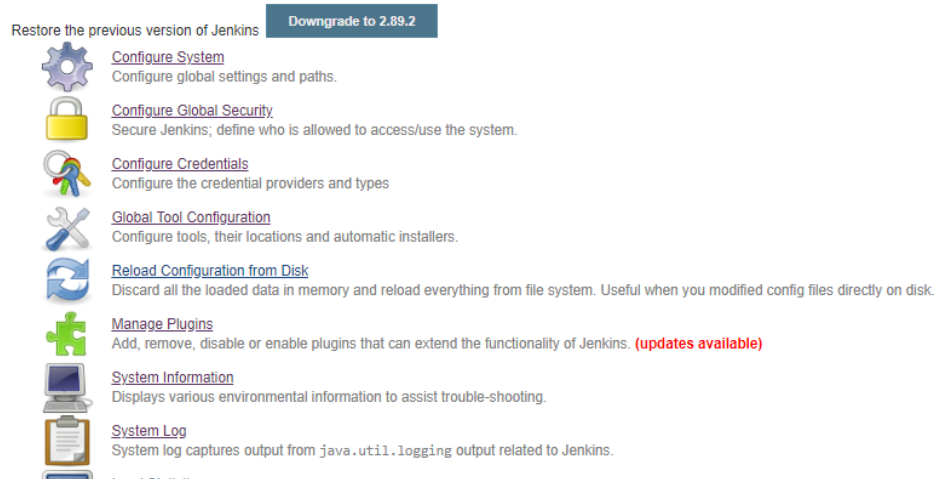 Restore the previous version of Jenkins Downgrade to 2.89.2
Configure System
Configure global settings and paths.
Configure Global Security
Secure Jenkins; define who is allowed to access/use the system.
Configure Credentials
Configure the credential providers and types
Global Tool Configuration
Configure tools, their locations and automatic installers.
Reload Configuration from Disk
Discard all the loaded data in memory and reload everything from file system. Useful when you modified config files directly on disk.
Manage Plugins
Add, remove, disable or enable plugins that can extend the functionality of Jenkins. (updates available)
System Information
Displays various environmental information to assist trouble-shooting.
System Log
System log captures output from java.util.logging output related to Jenkins.